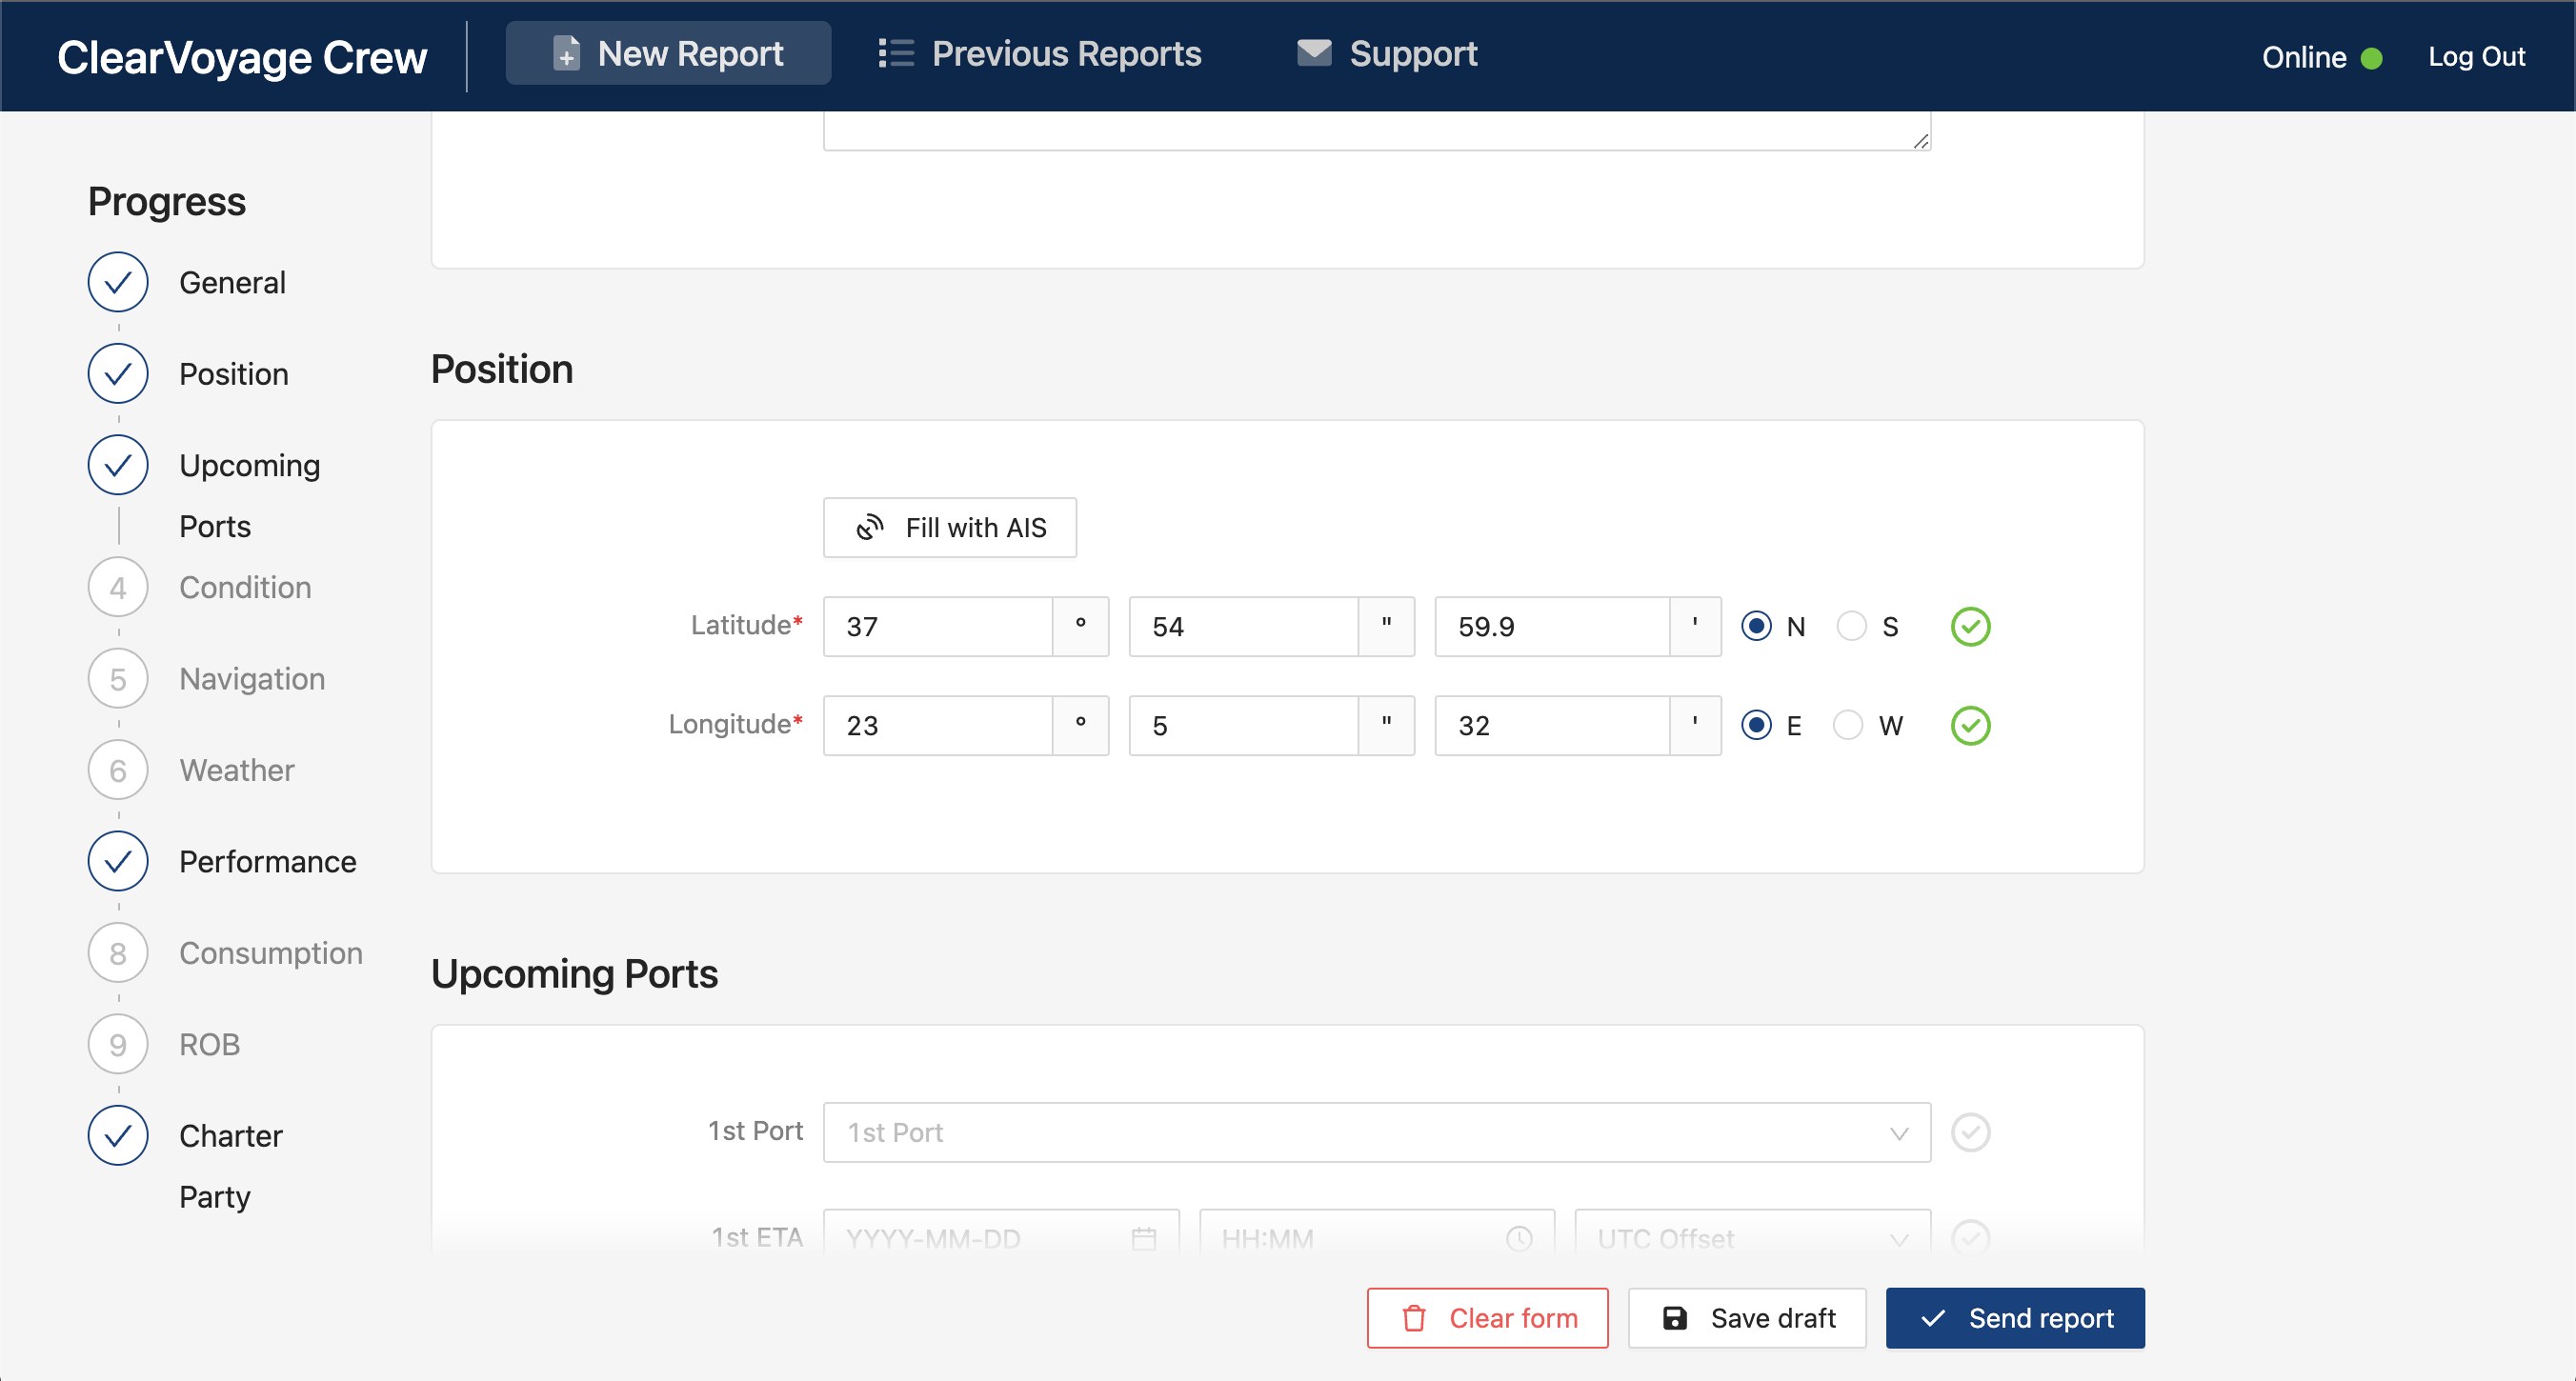 ClearVoyage Crew
New Report
Previous Reports
Support
Online
Log Out
Progress
General
Position
Upcoming
Ports
4 Condition
5 Navigation
6 Weather
Performance
8 Consumption
9 ROB
Charter
Party
Position
Fill with AIS
Latitude* 37 ° 54 " 59.9 ' N S
Longitude* 23 ° 5 " 32 ' E W
Upcoming Ports
1st Port 1st Port
1st ETA YYYY-MM-DD HH:MM UTC Offset
Clear form
Save draft
Send report